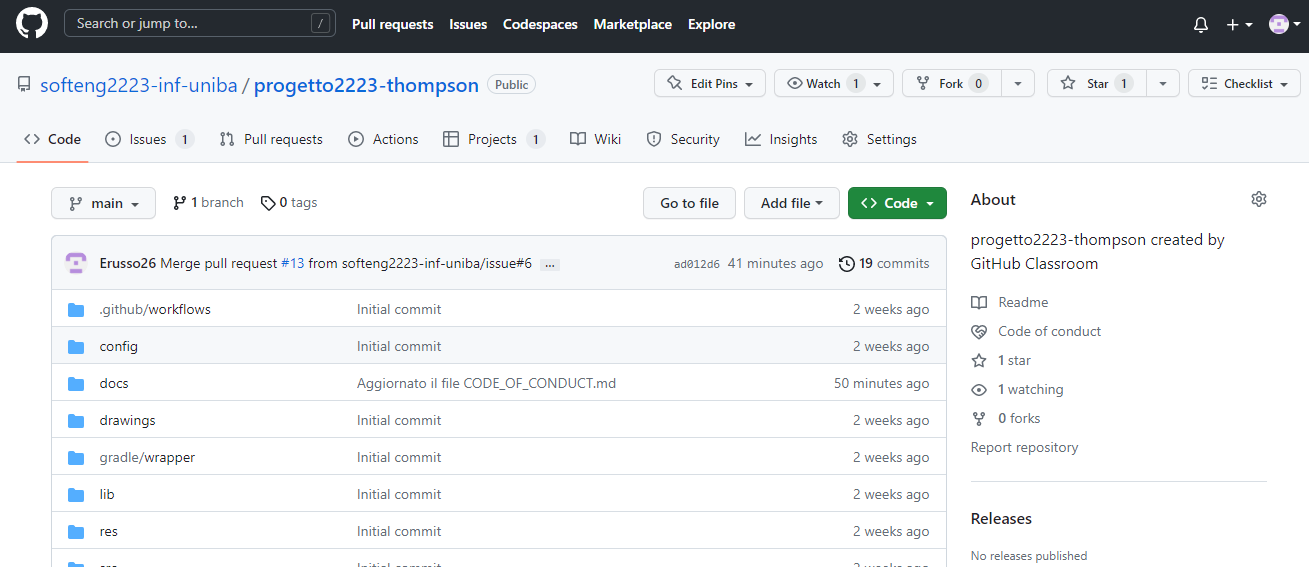 Search or jump to... / Pull requests Issues Codespaces Marketplace Explore
softeng2223-inf-uniba / progetto2223-thompson Public Edit Pins Watch 1 Fork 0 Star 1 Checklist
Code Issues 1 Pull requests Actions Projects 1 Wiki Security Insights Settings
main 1 branch 0 tags Go to file Add file Code
Erusso26 Merge pull request #13 from softeng2223-inf-uniba/issue#6 ... ad012d6 41 minutes ago 19 commits
.github/workflows Initial commit 2 weeks ago
config Initial commit 2 weeks ago
docs Aggiornato il file CODE_OF_CONDUCT.md 50 minutes ago
drawings Initial commit 2 weeks ago
gradle/wrapper Initial commit 2 weeks ago
lib Initial commit 2 weeks ago
res Initial commit 2 weeks ago
About
progetto2223-thompson created by
GitHub Classroom
Readme
Code of conduct
1 star
1 watching
0 forks
Report repository
Releases
No releases published